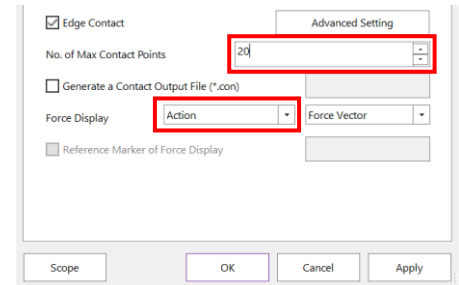 Edge Contact Advanced Setting
No. of Max Contact Points 20
Generate a Contact Output File (*.con)
Force Display Action Force Vector
Reference Marker of Force Display
Scope OK Cancel Apply